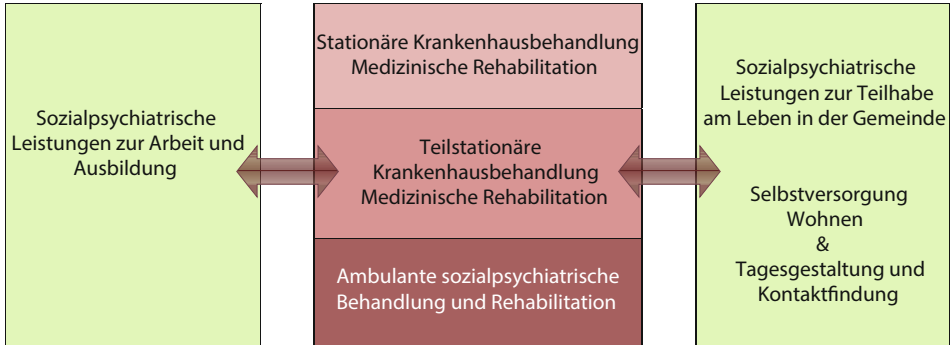 Sozialpsychiatrische
Leistungen zur Arbeit und
Ausbildung
Stationäre Krankenhausbehandlung
Medizinische Rehabilitation
Teilstationäre
Krankenhausbehandlung
Medizinische Rehabilitation
Ambulante sozialpsychiatrische
Behandlung und Rehabilitation
Sozialpsychiatrische
Leistungen zur Teilhabe
am Leben in der Gemeinde
Selbstversorgung
Wohnen
&
Tagesgestaltung und
Kontaktfindung